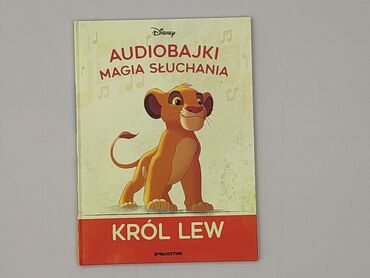 Disney
AUDIOBAJKI
MAGIA SŁUCHANIA
KRÓL LEW
DeAGOSTINI